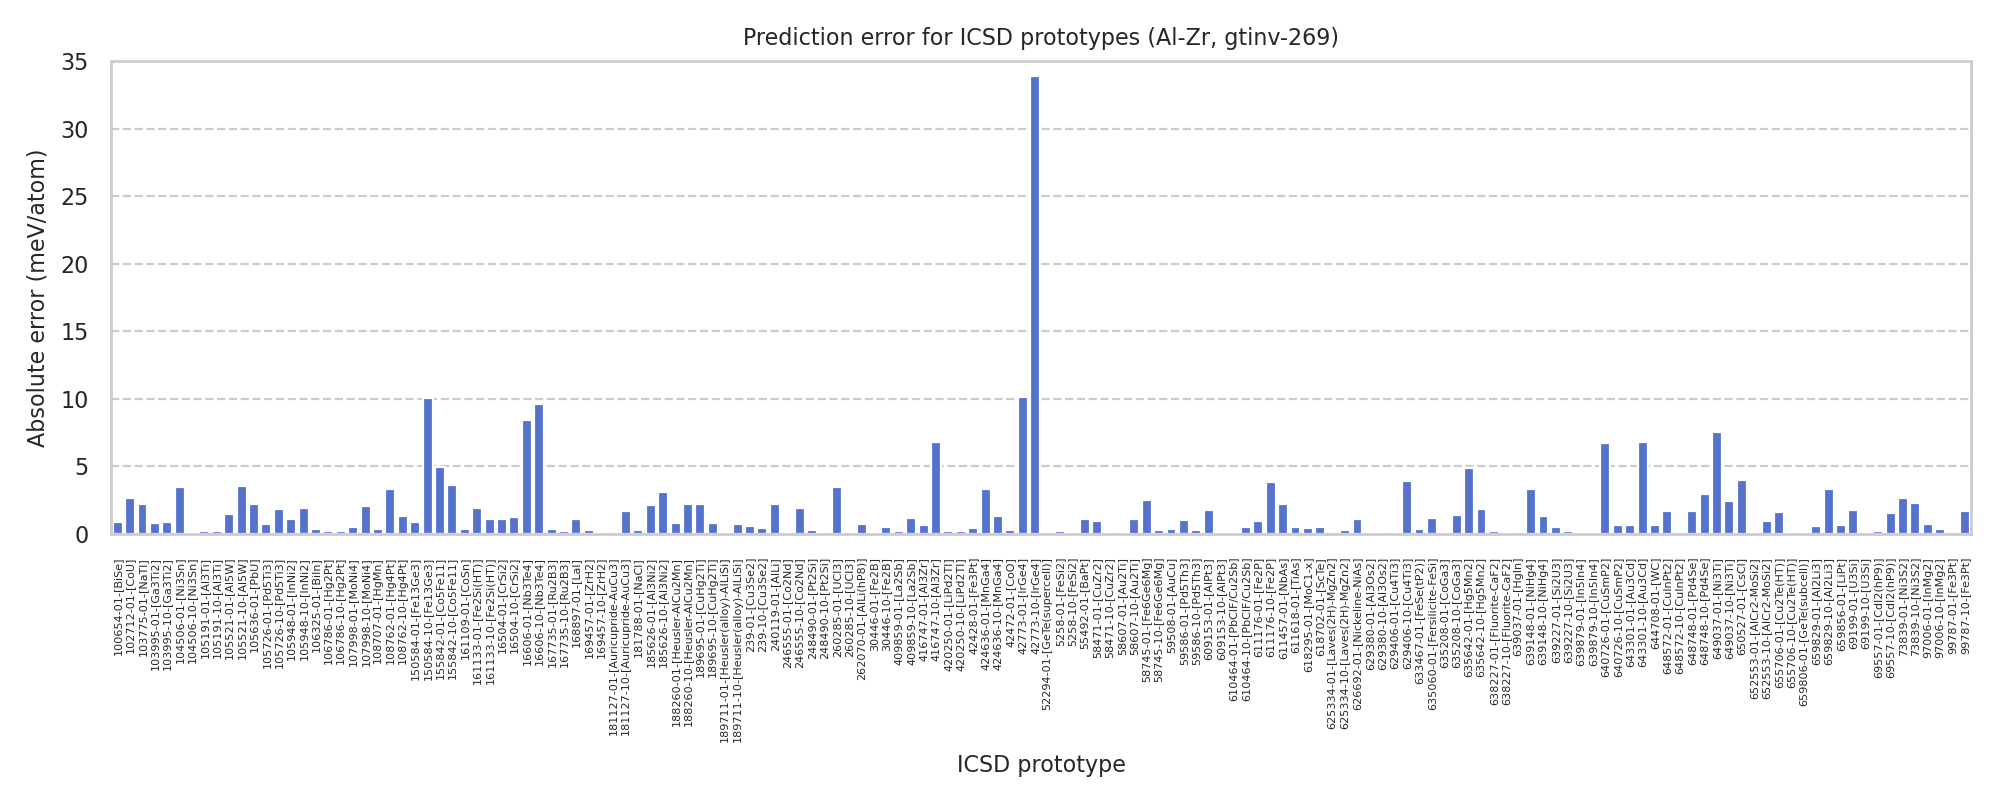 Prediction error for ICSD prototypes (Al-Zr, gtinv-269)
Absolute error (meV/atom)
35
30
25
20
15
10
5
0
100654-01-[BiSe]
102712-01-[CoU]
103775-01-[NaTl]
103995-01-[Ga3Ti2]
103995-10-[Ga3Ti2]
104506-01-[Ni3Sn]
104506-10-[Ni3Sn]
105191-01-[Al3Ti]
105191-10-[Al3Ti]
105521-01-[Al5W]
105521-10-[Al5W]
105636-01-[PbU]
105726-01-[Pd5Ti3]
105726-10-[Pd5Ti3]
105948-01-[InNi2]
105948-10-[InNi2]
106325-01-[BiIn]
106786-01-[Hg2Pt]
106786-10-[Hg2Pt]
107998-01-[MoNi4]
107998-10-[MoNi4]
108707-01-[HgMn]
108762-01-[Hg4Pt]
108762-10-[Hg4Pt]
150584-01-[Fe13Ge3]
150584-10-[Fe13Ge3]
155842-01-[Co5Fe11]
155842-10-[Co5Fe11]
161109-01-[CoSn]
161133-01-[Fe2Si(HT)]
161133-10-[Fe2Si(HT)]
16504-01-[CrSi2]
16504-10-[CrSi2]
16606-01-[Nb3Te4]
16606-10-[Nb3Te4]
167735-01-[Ru2B3]
167735-10-[Ru2B3]
168897-01-[LaI]
169457-01-[ZrH2]
169457-10-[ZrH2]
181127-01-[Auricupride-AuCu3]
181127-10-[Auricupride-AuCu3]
181788-01-[NaCl]
185626-01-[Al3Ni2]
185626-10-[Al3Ni2]
188260-01-[Heusler-AlCu2Mn]
188260-10-[Heusler-AlCu2Mn]
189695-01-[CuHg2Ti]
189695-10-[CuHg2Ti]
189711-01-[Heusler(alloy)-AlLiSi]
189711-10-[Heusler(alloy)-AlLiSi]
239-01-[Cu3Se2]
239-10-[Cu3Se2]
240119-01-[AlLi]
246555-01-[Co2Nd]
246555-10-[Co2Nd]
248490-01-[Pt2Si]
248490-10-[Pt2Si]
260285-01-[UCl3]
260285-10-[UCl3]
262070-01-[AlLi(hP8)]
30446-01-[Fe2B]
30446-10-[Fe2B]
409859-01-[La2Sb]
409859-10-[La2Sb]
416747-01-[Al3Zr]
416747-10-[Al3Zr]
420250-01-[LiPd2Tl]
420250-10-[LiPd2Tl]
42428-01-[Fe3Pt]
424636-01-[MnGa4]
424636-10-[MnGa4]
42472-01-[CoO]
42773-01-[IrGe4]
42773-10-[IrGe4]
52294-01-[GeTe(supercell)]
5258-01-[FeSi2]
5258-10-[FeSi2]
55492-01-[BaPt]
58471-01-[CuZr2]
58471-10-[CuZr2]
58607-01-[Au2Ti]
58607-10-[Au2Ti]
58745-01-[Fe6Ge6Mg]
58745-10-[Fe6Ge6Mg]
59508-01-[AuCu]
59586-01-[Pd5Th3]
59586-10-[Pd5Th3]
609153-01-[AlPt3]
609153-10-[AlPt3]
610464-01-[PbClF/Cu2Sb]
610464-10-[PbClF/Cu2Sb]
611176-01-[Fe2P]
611176-10-[Fe2P]
611457-01-[NbAs]
611618-01-[TiAs]
618295-01-[MoC1-x]
618702-01-[ScTe]
625334-01-[Laves(2H)-MgZn2]
625334-10-[Laves(2H)-MgZn2]
626692-01-[Nickeline-NiAs]
629380-01-[Al3Os2]
629380-10-[Al3Os2]
629406-01-[Cu4Ti3]
629406-10-[Cu4Ti3]
633467-01-[FeSe(tP2)]
635060-01-[Fersilicite-FeSi]
635208-01-[CoGa3]
635208-10-[CoGa3]
635642-01-[Hg5Mn2]
635642-10-[Hg5Mn2]
638227-01-[Fluorite-CaF2]
638227-10-[Fluorite-CaF2]
639037-01-[HgIn]
639148-01-[NiHg4]
639148-10-[NiHg4]
639227-01-[Si2U3]
639227-10-[Si2U3]
639879-01-[In5In4]
639879-10-[In5In4]
640726-01-[CuSmP2]
640726-10-[CuSmP2]
643301-01-[Au3Cd]
643301-10-[Au3Cd]
644708-01-[WC]
648572-01-[CuInPt2]
648572-10-[CuInPt2]
648748-01-[Pd4Se]
648748-10-[Pd4Se]
649037-01-[Ni3Ti]
649037-10-[Ni3Ti]
650527-01-[CsCl]
652553-01-[AlCr2-MoSi2]
652553-10-[AlCr2-MoSi2]
655706-01-[Cu2Te(HT)]
655706-10-[Cu2Te(HT)]
659806-01-[GeTe(subcell)]
659829-01-[Al2Li3]
659829-10-[Al2Li3]
659856-01-[LiPt]
69199-01-[U3Si]
69199-10-[U3Si]
69557-01-[CdI2(hP9)]
69557-10-[CdI2(hP9)]
73839-01-[Ni3S2]
73839-10-[Ni3S2]
97006-01-[InMg2]
97006-10-[InMg2]
99787-01-[Fe3Pt]
99787-10-[Fe3Pt]
ICSD prototype